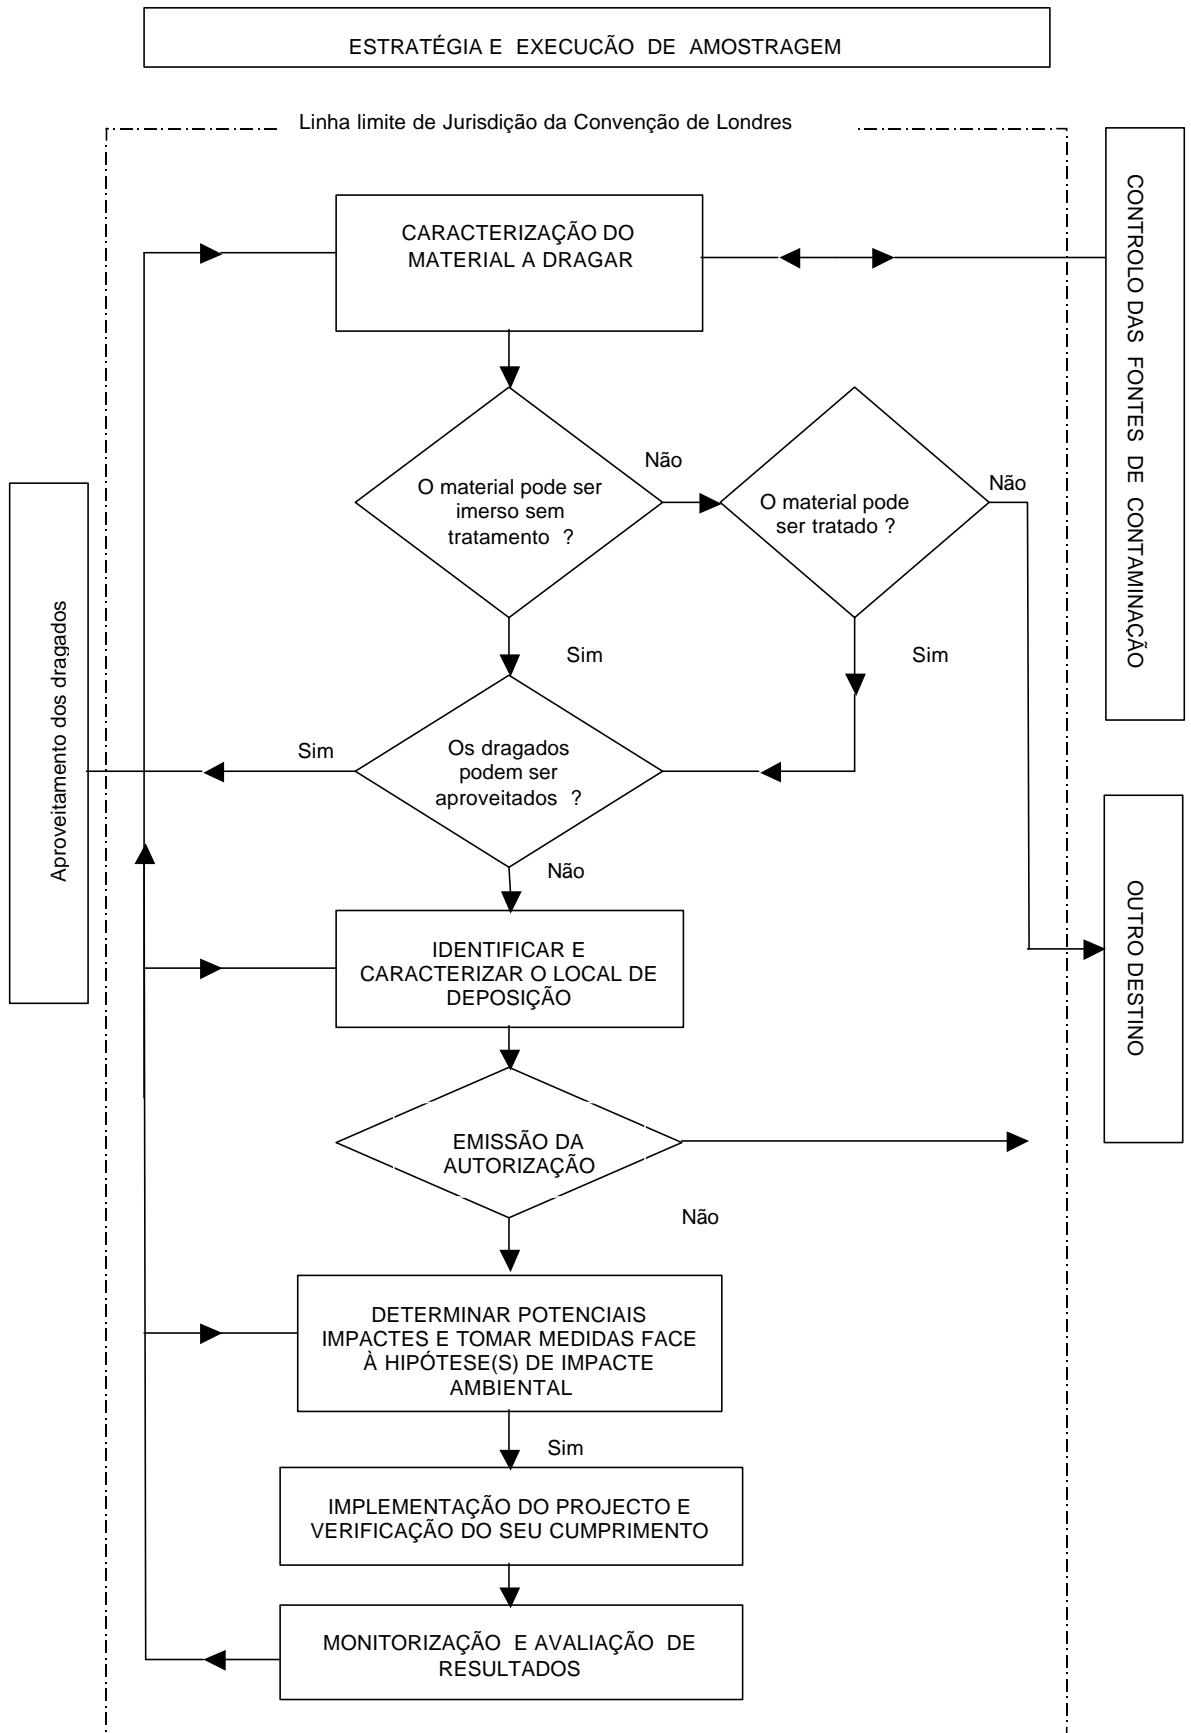 ESTRATÉGIA E EXECUÇÃO DE AMOSTRAGEM
Linha limite de Jurisdição da Convenção de Londres
CARACTERIZAÇÃO DO
MATERIAL A DRAGAR
CONTROLO DAS FONTES DE CONTAMINAÇÃO
Não
O material pode ser
imerso sem
tratamento ?
O material pode
ser tratado ?
Não
Sim
Sim
Aproveitamento dos dragados
Sim
Os dragados
podem ser
aproveitados ?
Não
OUTRO DESTINO
IDENTIFICAR E
CARACTERIZAR O LOCAL DE
DEPOSIÇÃO
EMISSÃO DA
AUTORIZAÇÃO
Não
DETERMINAR POTENCIAIS
IMPACTES E TOMAR MEDIDAS FACE
À HIPÓTESE(S) DE IMPACTE
AMBIENTAL
Sim
IMPLEMENTAÇÃO DO PROJECTO E
VERIFICAÇÃO DO SEU CUMPRIMENTO
MONITORIZAÇÃO E AVALIAÇÃO DE
RESULTADOS